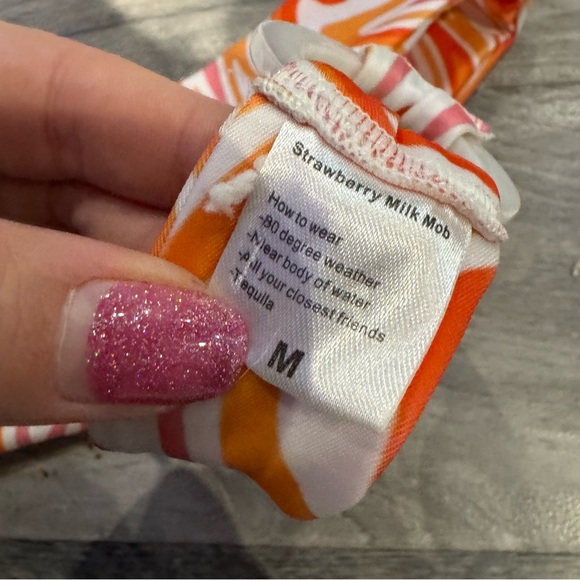 Strawberry Milk Mob
How to wear
-80 degree weather
-Near body of water
-All your closest friends
-Tequila
M